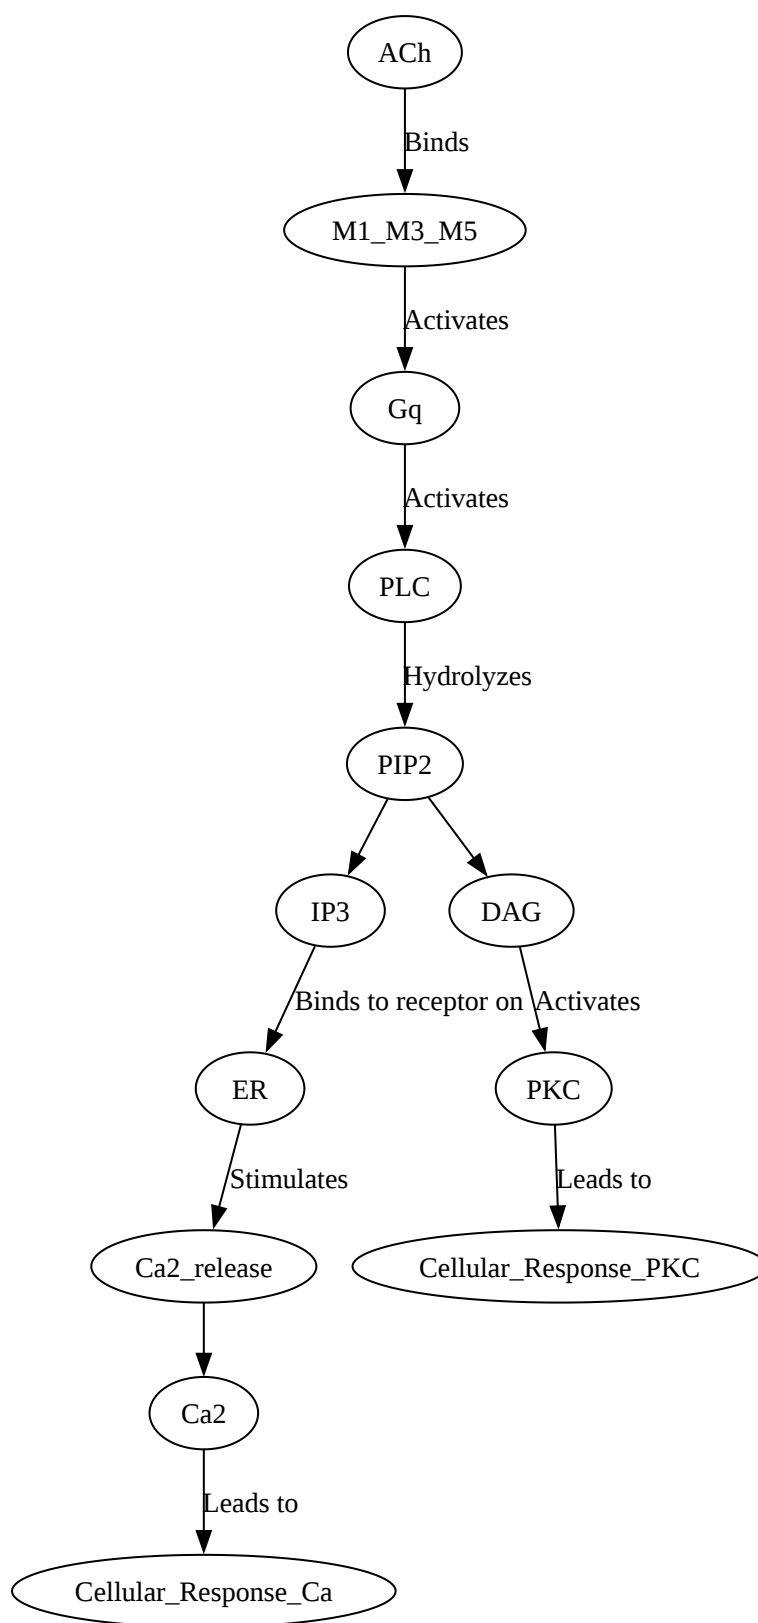 ACh
Binds
M1_M3_M5
Activates
Gq
Activates
PLC
Hydrolyzes
PIP2
IP3
DAG
Binds to receptor on
Activates
ER
PKC
Stimulates
Leads to
Ca2_release
Cellular_Response_PKC
Ca2
Leads to
Cellular_Response_Ca